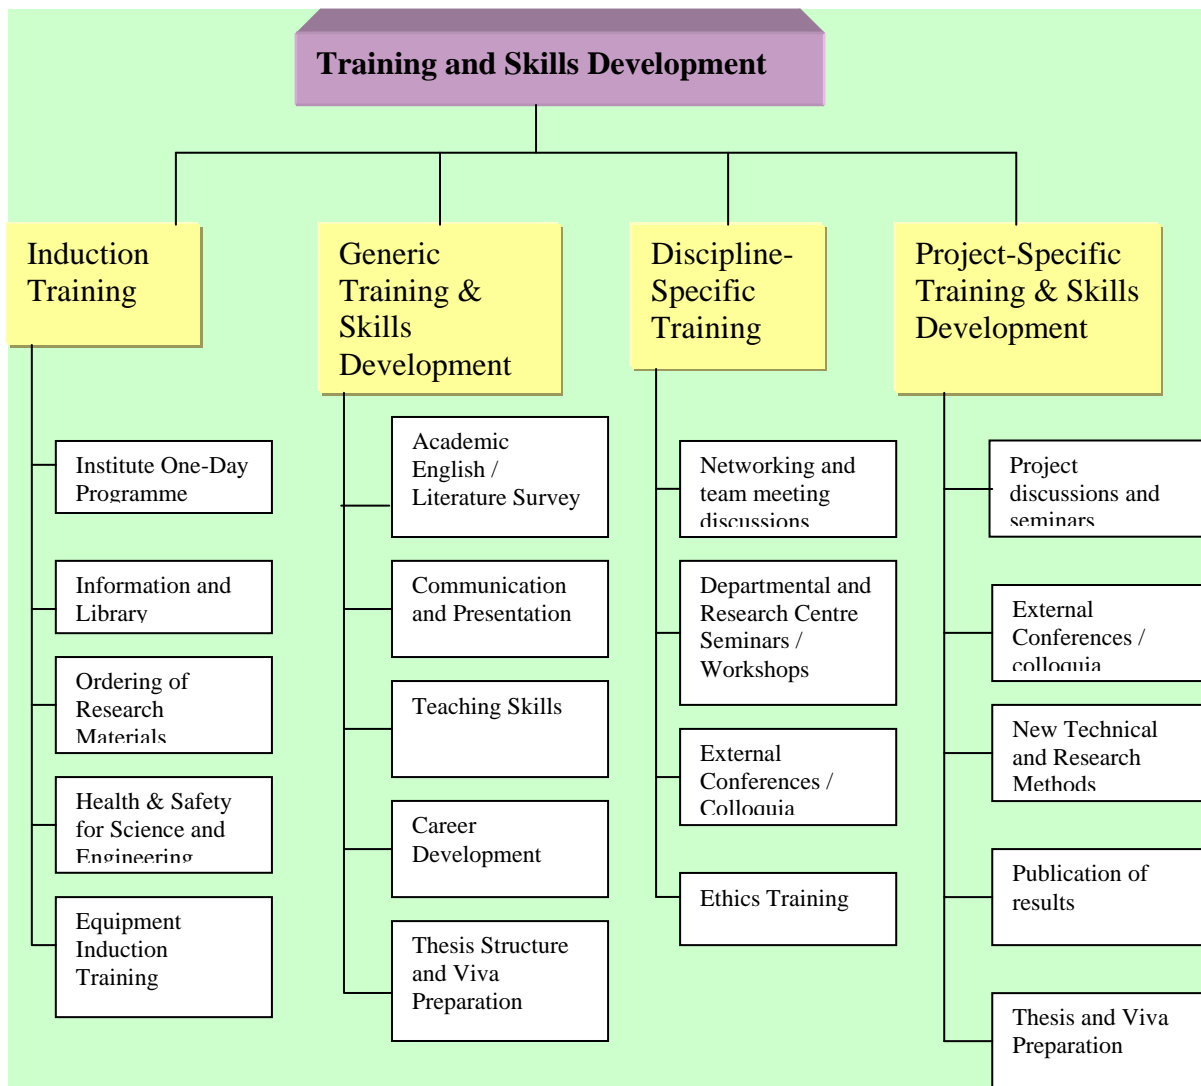 Training and Skills Development
Induction
Training
Institute One-Day
Programme
Information and
Library
Ordering of
Research
Materials
Health & Safety
for Science and
Engineering
Equipment
Induction
Training
Generic
Training &
Skills
Development
Academic
English /
Literature Survey
Communication
and Presentation
Teaching Skills
Career
Development
Thesis Structure
and Viva
Preparation
Discipline-
Specific
Training
Networking and
team meeting
discussions
Departmental and
Research Centre
Seminars /
Workshops
External
Conferences /
Colloquia
Ethics Training
Project-Specific
Training & Skills
Development
Project
discussions and
seminars
External
Conferences /
colloquia
New Technical
and Research
Methods
Publication of
results
Thesis and Viva
Preparation